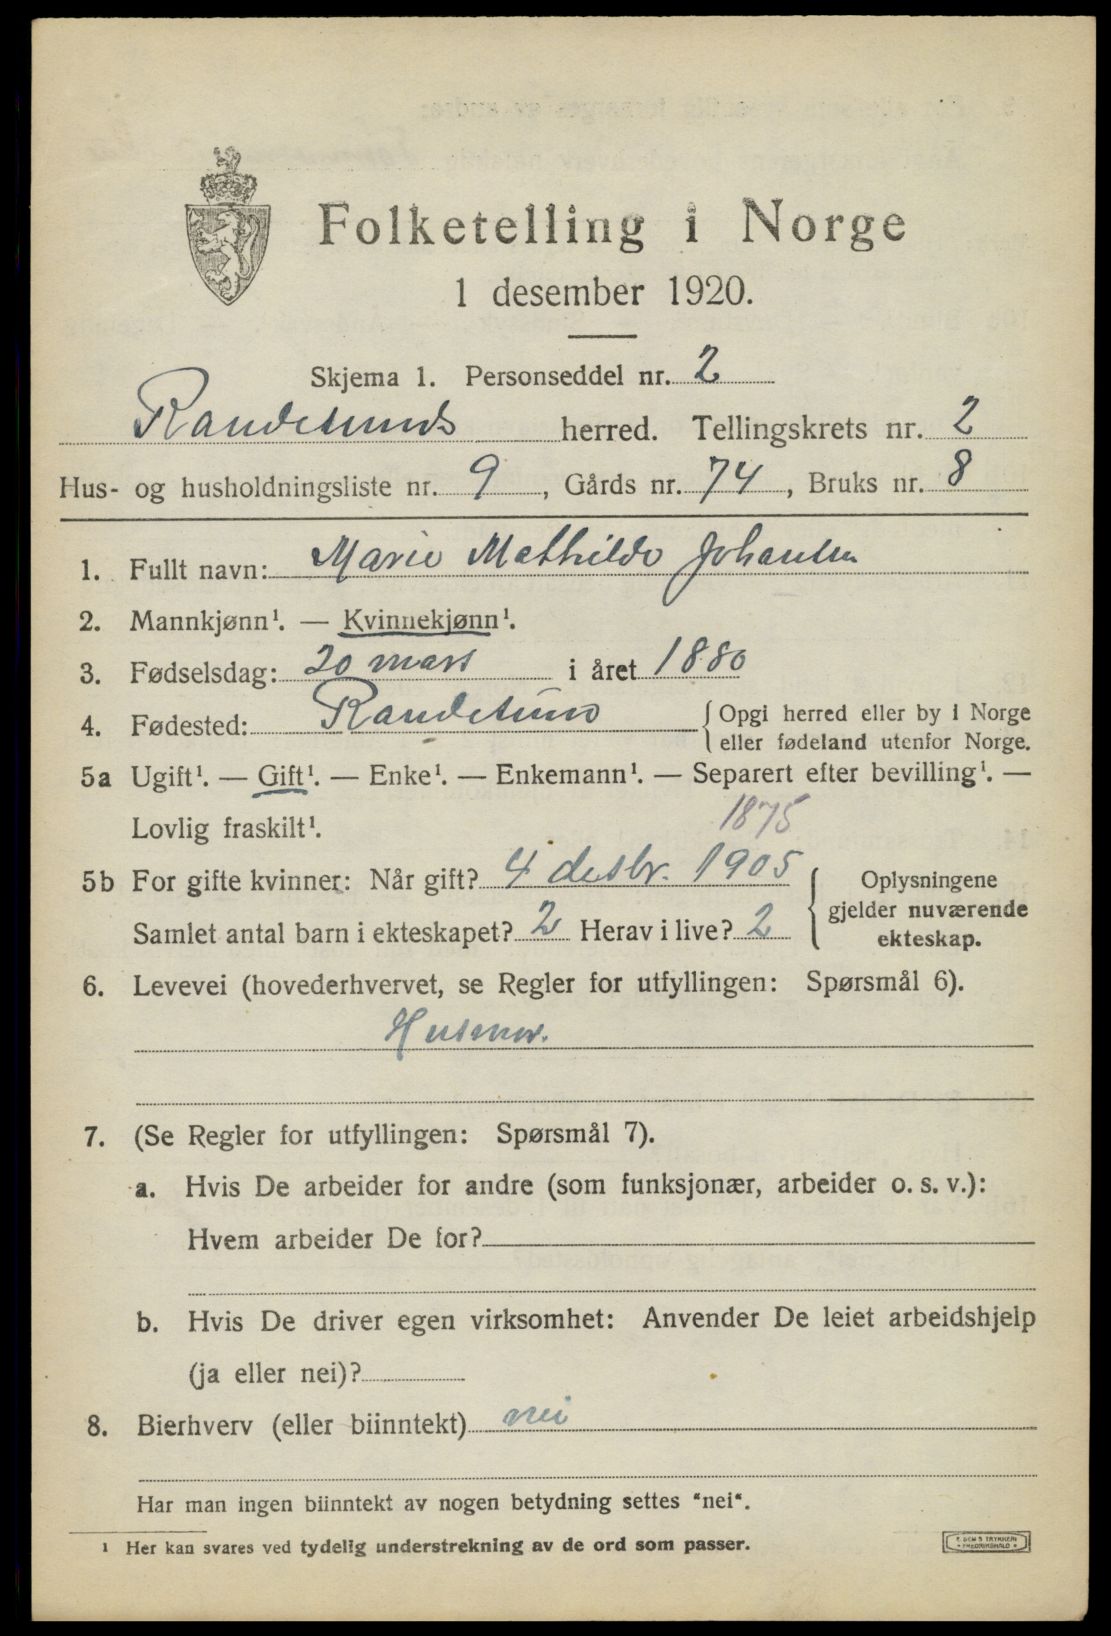 Folketelling i Norge
1 desember 1920.
Skjema 1. Personseddel nr. 2
Randesunds herred. Tellingskrets nr. 2
Hus- og husholdningsliste nr. 9, Gårds nr. 74, Bruks nr. 8
1. Fullt navn: Marie Mathilde Johansen
2. Mannkjønn¹. — Kvinnekjønn¹.
3. Fødselsdag: 20 mars i året 1880
4. Fødested: Randesund { Opgi herred eller by i Norge
eller fødeland utenfor Norge.
5a Ugift¹. — Gift¹. — Enke¹. — Enkemann¹. — Separert efter bevilling¹. —
Lovlig fraskilt¹. 1875
5b For gifte kvinner: Når gift? 4 desbr. 1905 { Oplysningene
gjelder nuværende
Samlet antal barn i ekteskapet? 2 Herav i live? 2 ekteskap.
6. Levevei (hovederhvervet, se Regler for utfyllingen: Spørsmål 6).
Husmor.
7. (Se Regler for utfyllingen: Spørsmål 7).
a. Hvis De arbeider for andre (som funksjonær, arbeider o. s. v.):
Hvem arbeider De for?
b. Hvis De driver egen virksomhet: Anvender De leiet arbeidshjelp
(ja eller nei)?
8. Bierhverv (eller biinntekt) nei
Har man ingen biinntekt av nogen betydning settes "nei".
¹ Her kan svares ved tydelig understrekning av de ord som passer.